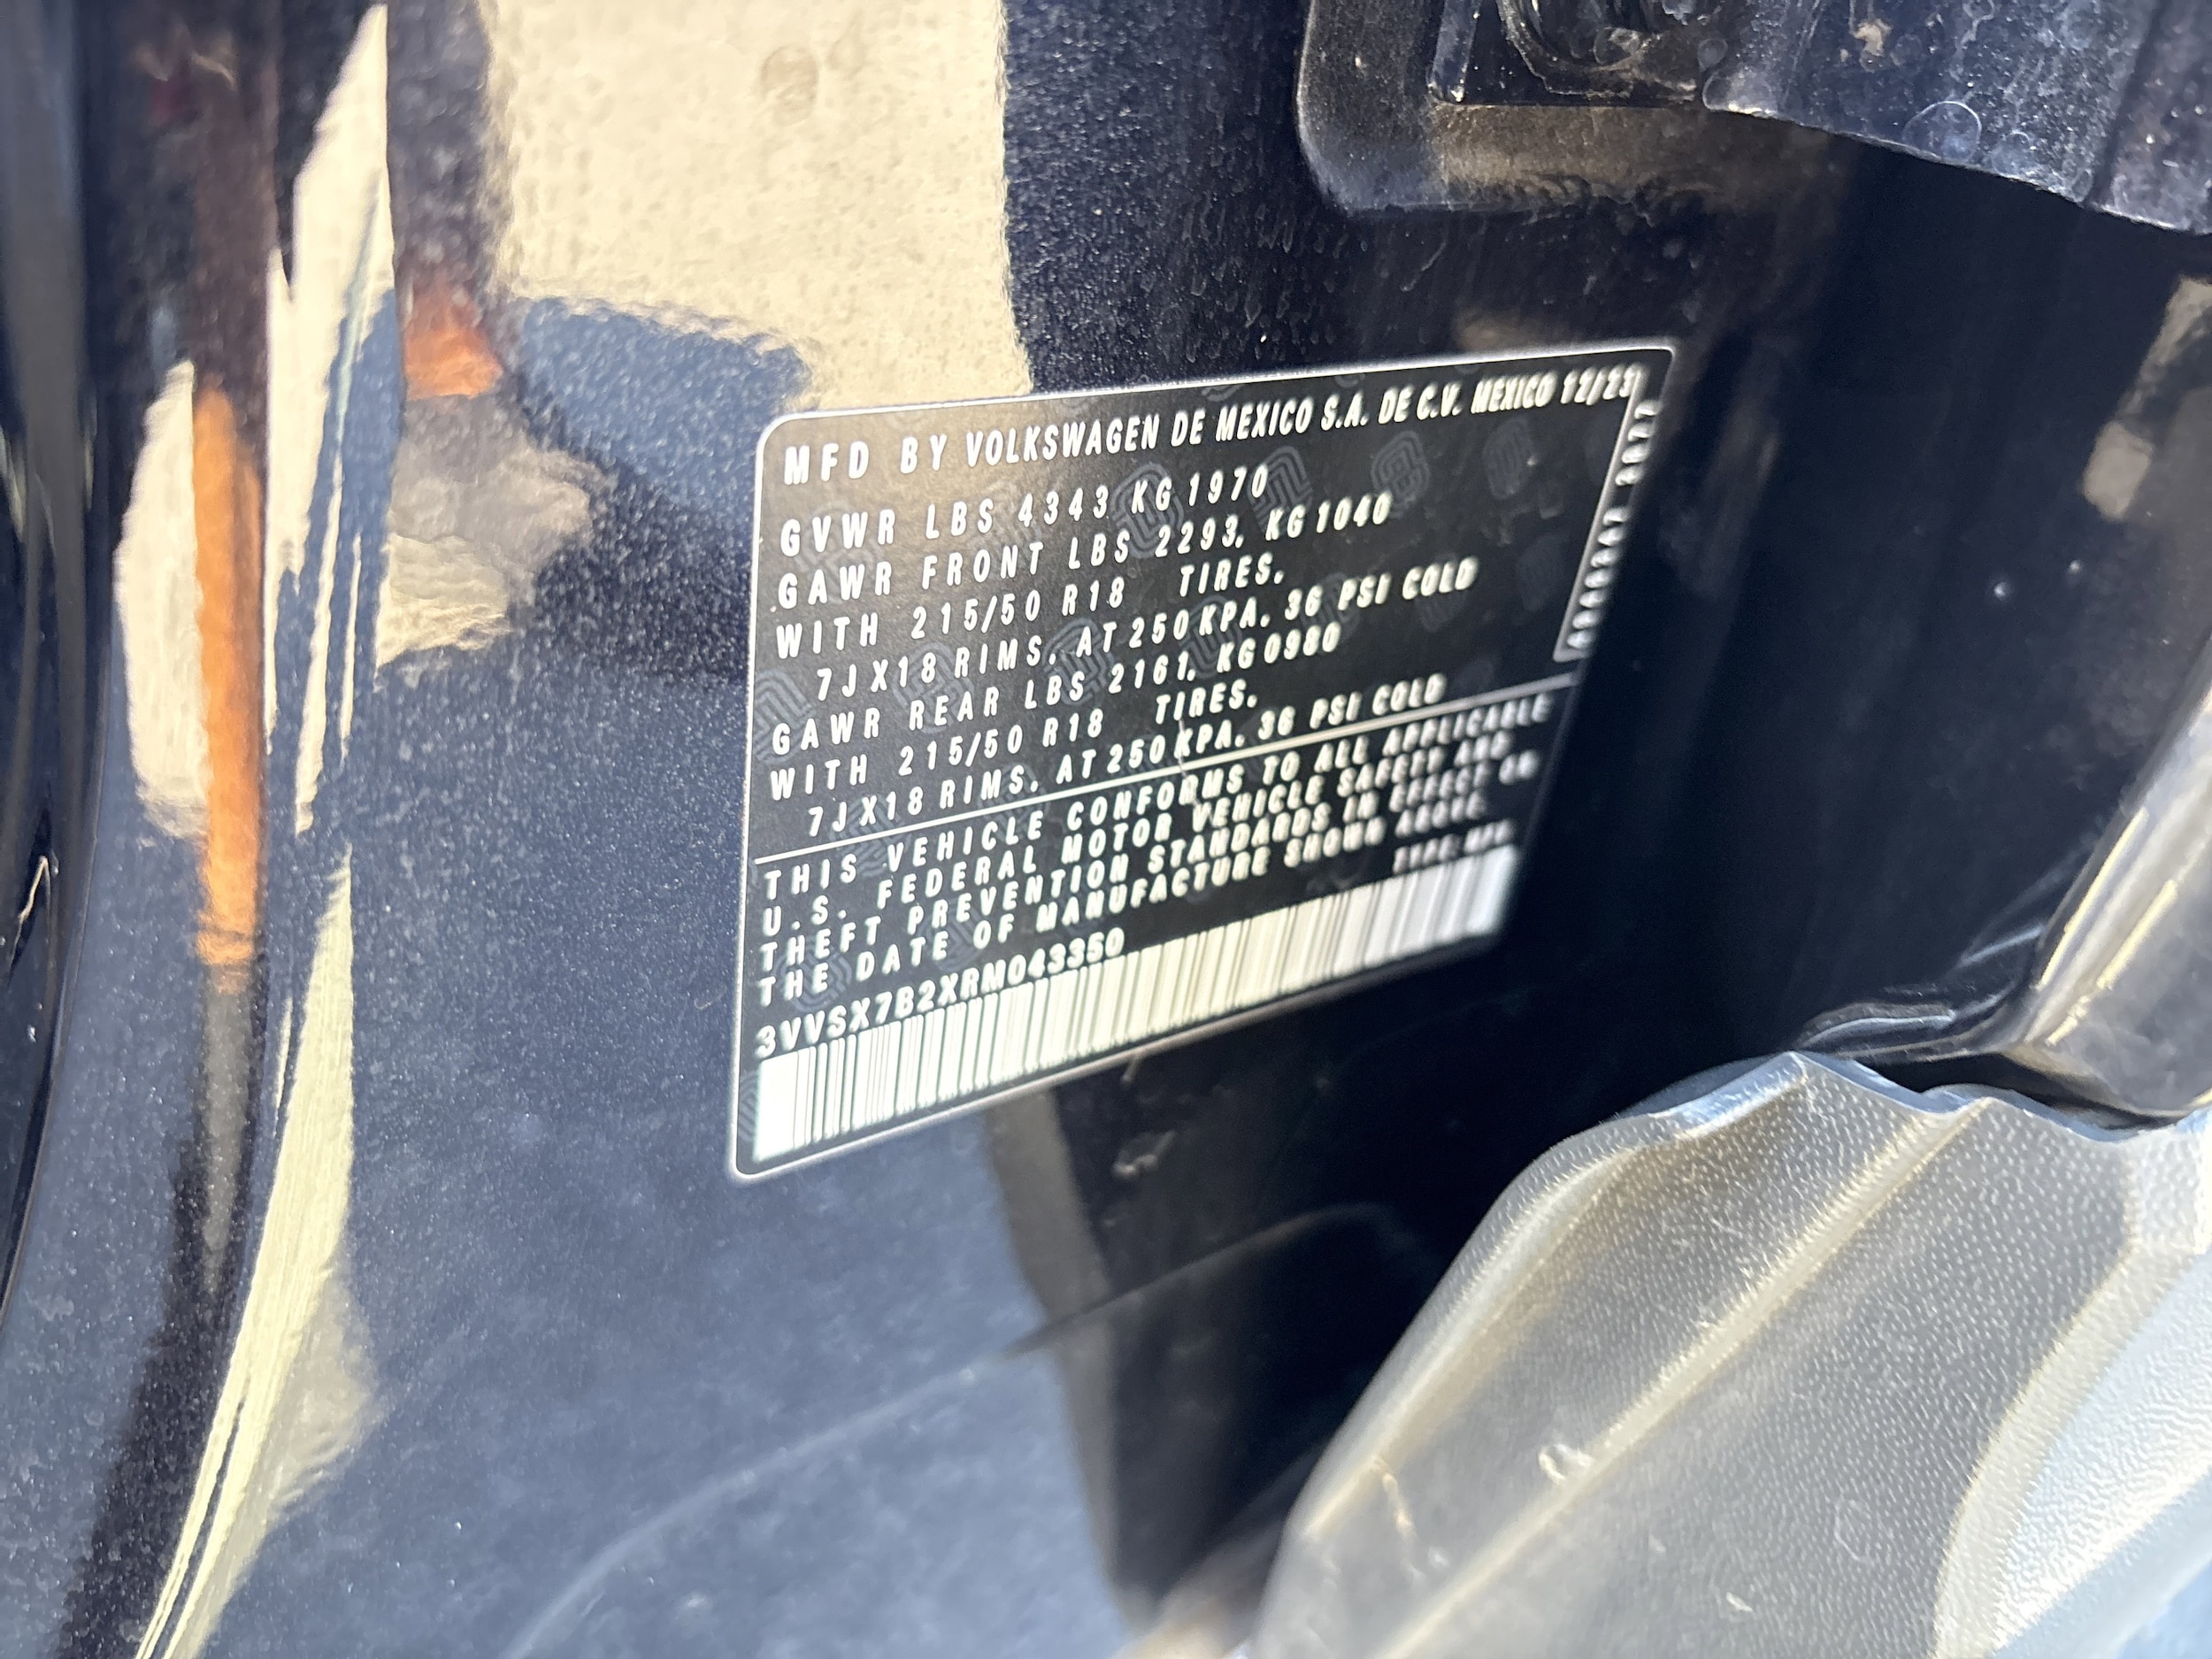 MFD BY VOLKSWAGEN DE MEXICO S.A. DE C.V. MEXICO 12/23
GVWR LBS 4343 KG 1970
GAWR FRONT LBS 2293, KG 1040
WITH 215/50 R18 TIRES,
7JX18 RIMS, AT 250 KPA, 36 PSI COLD
GAWR REAR LBS 2161, KG 0980
WITH 215/50 R18 TIRES,
7JX18 RIMS, AT 250 KPA, 36 PSI COLD
THIS VEHICLE CONFORMS TO ALL APPLICABLE
U.S. FEDERAL MOTOR VEHICLE SAFETY AND
THEFT PREVENTION STANDARDS IN EFFECT ON
THE DATE OF MANUFACTURE SHOWN ABOVE.
3VVSX7B2XRM043350